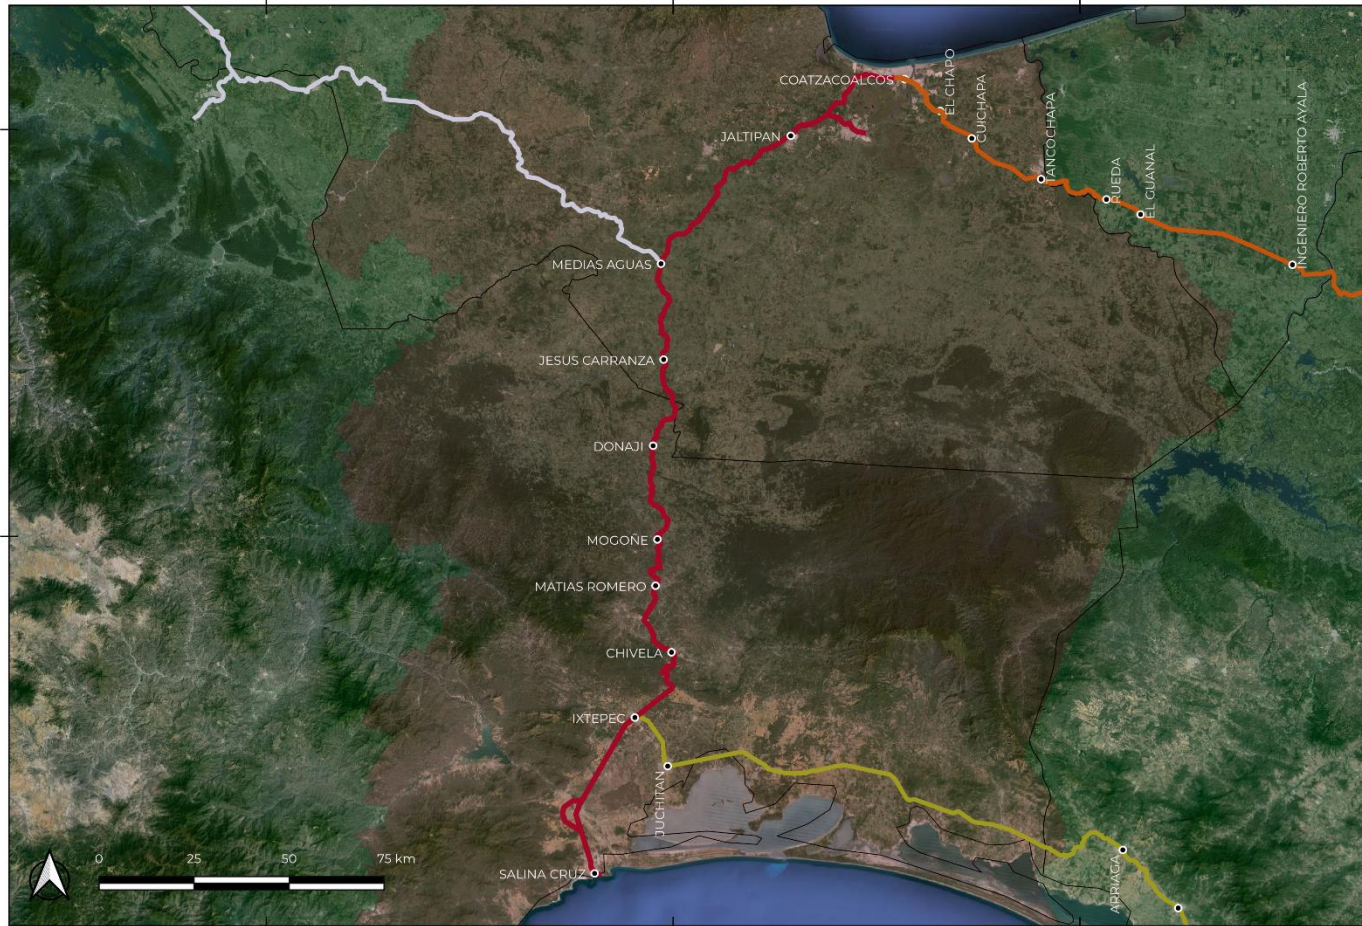 COATZACOALCOS
EL CHAPO
CUICHAPA
JALTIPAN
ANCOCHAPA
RUEDA
EL GUANAL
INGENIERO ROBERTO AYALA
MEDIAS AGUAS
JESUS CARRANZA
DONAJI
MOGOÑE
MATIAS ROMERO
CHIVELA
IXTEPEC
JUCHITAN
ARRIAGA
SALINA CRUZ
0 25 50 75 km